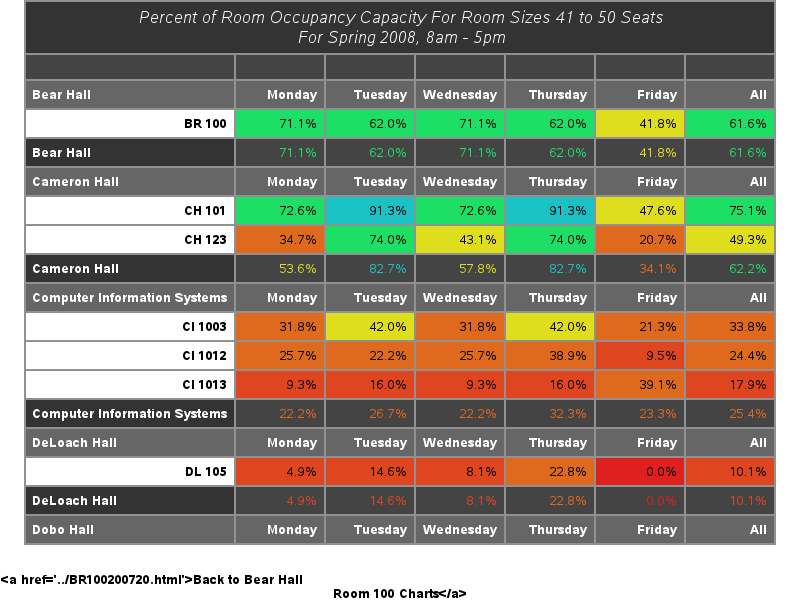 Percent of Room Occupancy Capacity For Room Sizes 41 to 50 Seats
For Spring 2008, 8am - 5pm
Bear Hall Monday Tuesday Wednesday Thursday Friday All
BR 100 71.1% 62.0% 71.1% 62.0% 41.8% 61.6%
Bear Hall 71.1% 62.0% 71.1% 62.0% 41.8% 61.6%
Cameron Hall Monday Tuesday Wednesday Thursday Friday All
CH 101 72.6% 91.3% 72.6% 91.3% 47.6% 75.1%
CH 123 34.7% 74.0% 43.1% 74.0% 20.7% 49.3%
Cameron Hall 53.6% 82.7% 57.8% 82.7% 34.1% 62.2%
Computer Information Systems Monday Tuesday Wednesday Thursday Friday All
CI 1003 31.8% 42.0% 31.8% 42.0% 21.3% 33.8%
CI 1012 25.7% 22.2% 25.7% 38.9% 9.5% 24.4%
CI 1013 9.3% 16.0% 9.3% 16.0% 39.1% 17.9%
Computer Information Systems 22.2% 26.7% 22.2% 32.3% 23.3% 25.4%
DeLoach Hall Monday Tuesday Wednesday Thursday Friday All
DL 105 4.9% 14.6% 8.1% 22.8% 0.0% 10.1%
DeLoach Hall 4.9% 14.6% 8.1% 22.8% 0.0% 10.1%
Dobo Hall Monday Tuesday Wednesday Thursday Friday All
<a href='../BR100200720.html'>Back to Bear Hall
Room 100 Charts</a>